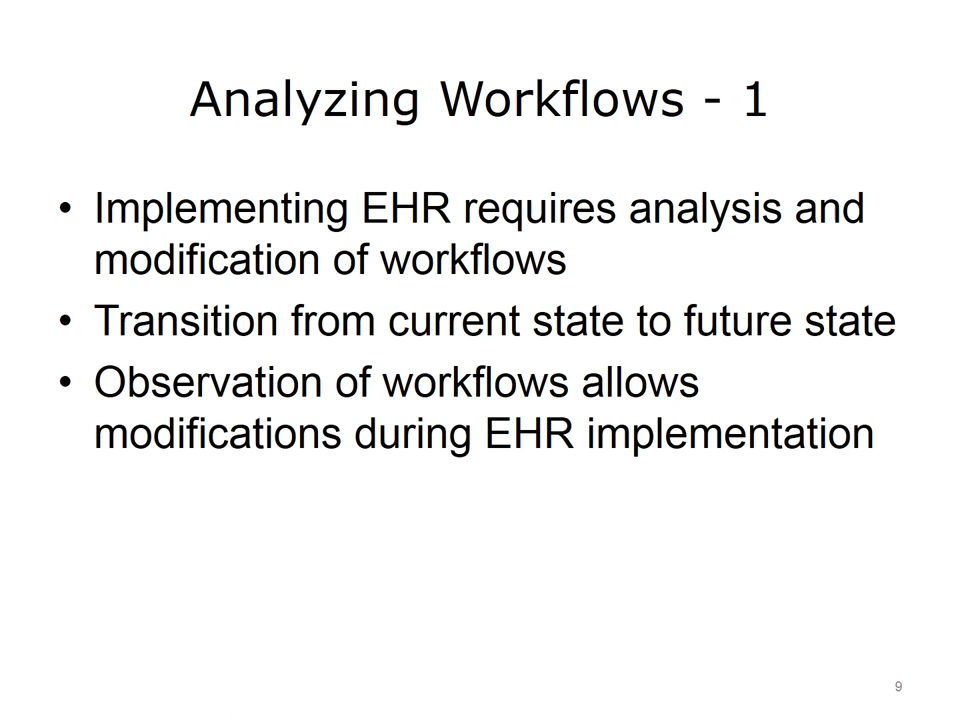 Analyzing Workflows - 1
• Implementing EHR requires analysis and
modification of workflows
• Transition from current state to future state
• Observation of workflows allows
modifications during EHR implementation
9